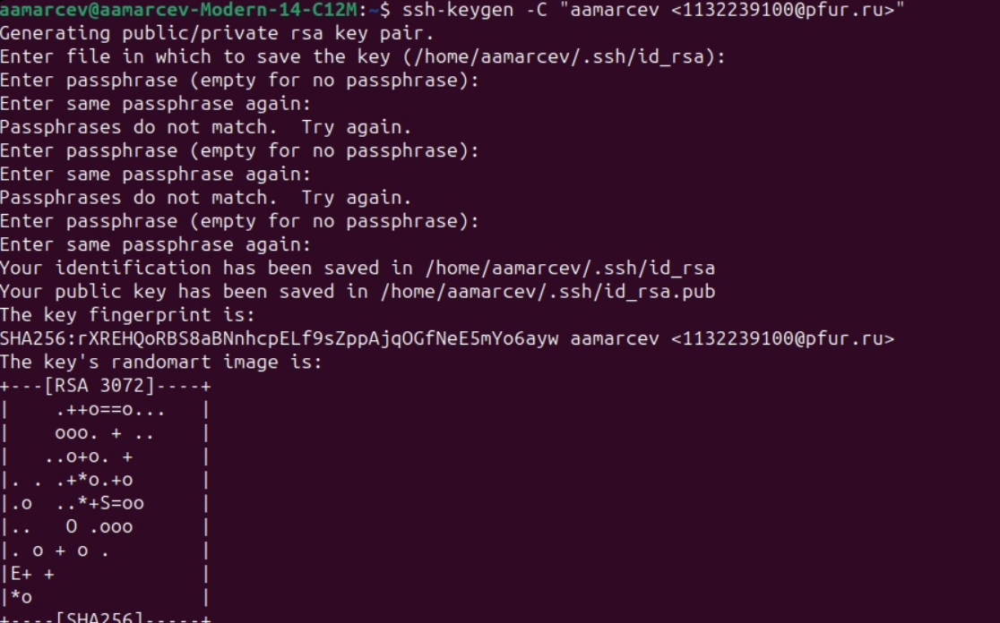 aamarcev@aamarcev-Modern-14-C12M:~$ ssh-keygen -C "aamarcev <1132239100@pfur.ru>"
Generating public/private rsa key pair.
Enter file in which to save the key (/home/aamarcev/.ssh/id_rsa):
Enter passphrase (empty for no passphrase):
Enter same passphrase again:
Passphrases do not match.  Try again.
Enter passphrase (empty for no passphrase):
Enter same passphrase again:
Passphrases do not match.  Try again.
Enter passphrase (empty for no passphrase):
Enter same passphrase again:
Your identification has been saved in /home/aamarcev/.ssh/id_rsa
Your public key has been saved in /home/aamarcev/.ssh/id_rsa.pub
The key fingerprint is:
SHA256:rXREHQoRBS8aBNnhcpELf9sZppAjqOGfNeE5mYo6ayw aamarcev <1132239100@pfur.ru>
The key's randomart image is:
+---[RSA 3072]----+
|    .++o==o...   |
|    ooo. + ..    |
|   ..o+o. +      |
|. . .+*o.+o      |
|.o  ..*+S=oo     |
|..   O .ooo      |
|. o + o .        |
|E+ +             |
|*o               |
+----[SHA256]-----+